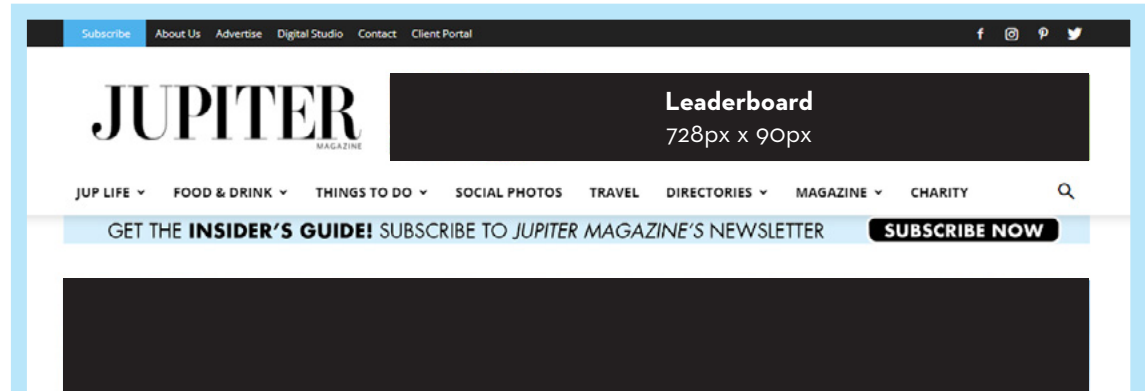 Subscribe About Us Advertise Digital Studio Contact Client Portal
JUPITER
MAGAZINE
Leaderboard
728px x 90px
JUP LIFE FOOD & DRINK THINGS TO DO SOCIAL PHOTOS TRAVEL DIRECTORIES MAGAZINE CHARITY
GET THE INSIDER'S GUIDE! SUBSCRIBE TO JUPITER MAGAZINE'S NEWSLETTER SUBSCRIBE NOW